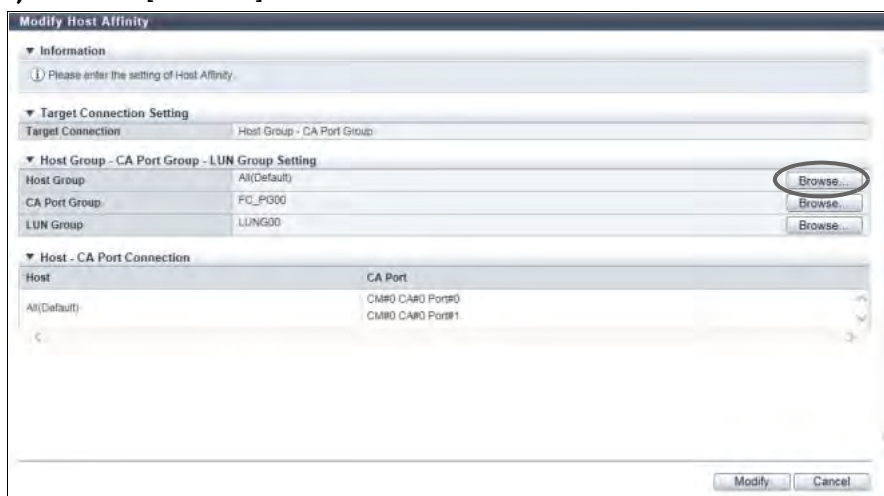 Modify Host Affinity
▼ Information
Please enter the setting of Host Affinity.
▼ Target Connection Setting
Target Connection Host Group - CA Port Group
▼ Host Group - CA Port Group - LUN Group Setting
Host Group All(Default) Browse...
CA Port Group FC_PG00 Browse...
LUN Group LUNG00 Browse...
▼ Host - CA Port Connection
Host CA Port
All(Default) CM#0 CA#0 Port#0
CM#0 CA#0 Port#1
Modify Cancel